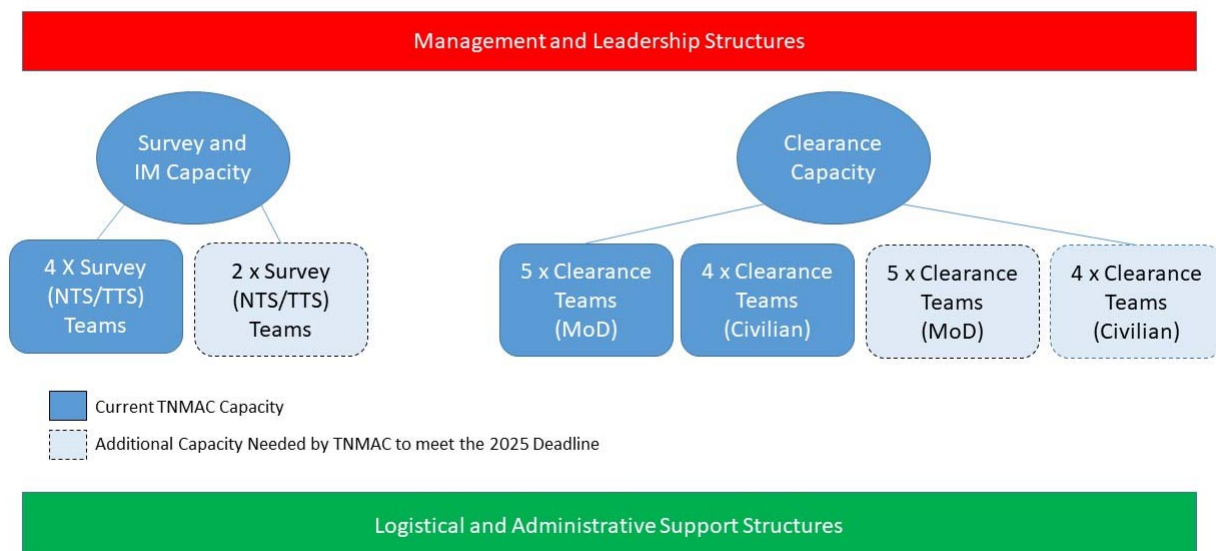 Management and Leadership Structures
Survey and
IM Capacity
Clearance
Capacity
4 X Survey
(NTS/TTS)
Teams
2 x Survey
(NTS/TTS)
Teams
5 x Clearance
Teams
(MoD)
4 x Clearance
Teams
(Civilian)
5 x Clearance
Teams
(MoD)
4 x Clearance
Teams
(Civilian)
Current TNMAC Capacity
Additional Capacity Needed by TNMAC to meet the 2025 Deadline
Logistical and Administrative Support Structures